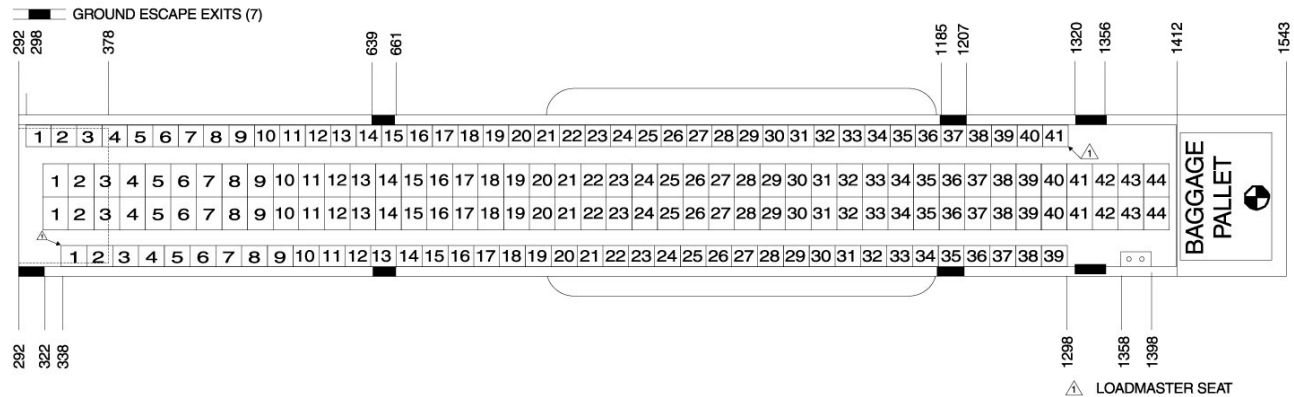 GROUND ESCAPE EXITS (7)
292 298 378 639 661 1185 1207 1320 1356 1412 1543
1 2 3 4 5 6 7 8 9 10 11 12 13 14 15 16 17 18 19 20 21 22 23 24 25 26 27 28 29 30 31 32 33 34 35 36 37 38 39 40 41
1
1 2 3 4 5 6 7 8 9 10 11 12 13 14 15 16 17 18 19 20 21 22 23 24 25 26 27 28 29 30 31 32 33 34 35 36 37 38 39 40 41 42 43 44
1 2 3 4 5 6 7 8 9 10 11 12 13 14 15 16 17 18 19 20 21 22 23 24 25 26 27 28 29 30 31 32 33 34 35 36 37 38 39 40 41 42 43 44
BAGGAGE
PALLET
1
1 2 3 4 5 6 7 8 9 10 11 12 13 14 15 16 17 18 19 20 21 22 23 24 25 26 27 28 29 30 31 32 33 34 35 36 37 38 39
292 322 338 1298 1358 1398
1 LOADMASTER SEAT